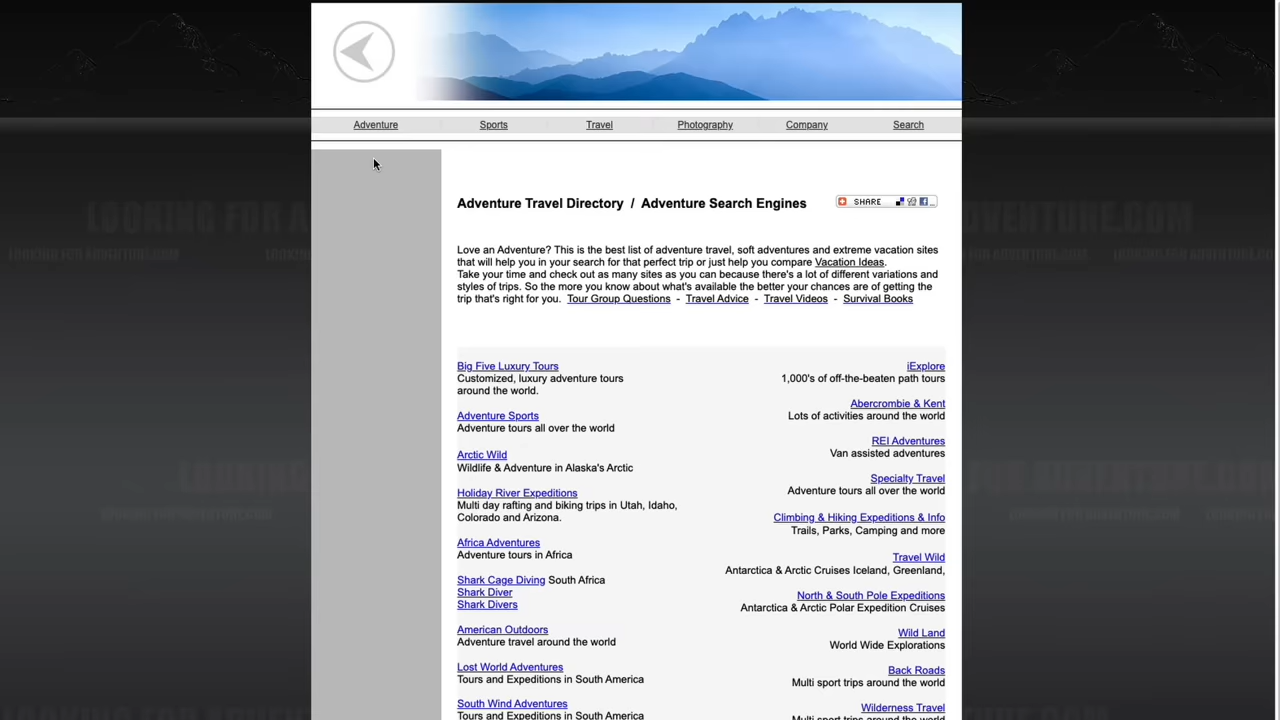 Adventure Sports Travel Photography Company Search
Adventure Travel Directory / Adventure Search Engines
SHARE
Love an Adventure? This is the best list of adventure travel, soft adventures and extreme vacation sites
that will help you in your search for that perfect trip or just help you compare Vacation Ideas.
Take your time and check out as many sites as you can because there's a lot of different variations and
styles of trips. So the more you know about what's available the better your chances are of getting the
trip that's right for you. Tour Group Questions - Travel Advice - Travel Videos - Survival Books
Big Five Luxury Tours
Customized, luxury adventure tours
around the world.
Adventure Sports
Adventure tours all over the world
Arctic Wild
Wildlife & Adventure in Alaska's Arctic
Holiday River Expeditions
Multi day rafting and biking trips in Utah, Idaho,
Colorado and Arizona.
Africa Adventures
Adventure tours in Africa
Shark Cage Diving South Africa
Shark Diver
Shark Divers
American Outdoors
Adventure travel around the world
Lost World Adventures
Tours and Expeditions in South America
South Wind Adventures
Tours and Expeditions in South America
iExplore
1,000's of off-the-beaten path tours
Abercrombie & Kent
Lots of activities around the world
REI Adventures
Van assisted adventures
Specialty Travel
Adventure tours all over the world
Climbing & Hiking Expeditions & Info
Trails, Parks, Camping and more
Travel Wild
Antarctica & Arctic Cruises Iceland, Greenland,
North & South Pole Expeditions
Antarctica & Arctic Polar Expedition Cruises
Wild Land
World Wide Explorations
Back Roads
Multi sport trips around the world
Wilderness Travel
Multi sport trips around the world